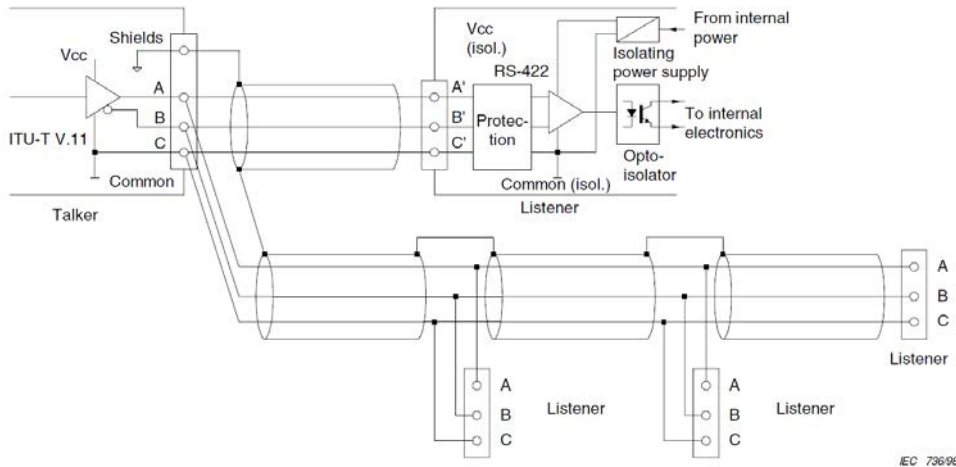 Shields
Vcc
A
B
C
ITU-T V.11
Common
Talker
Vcc
(isol.)
RS-422
A'
B'
C'
Protec-
tion
Common (isol.)
Listener
From internal
power
Isolating
power supply
To internal
electronics
Opto-
isolator
A
B
C
Listener
A
B
C
Listener
A
B
C
Listener
IEC 736/98